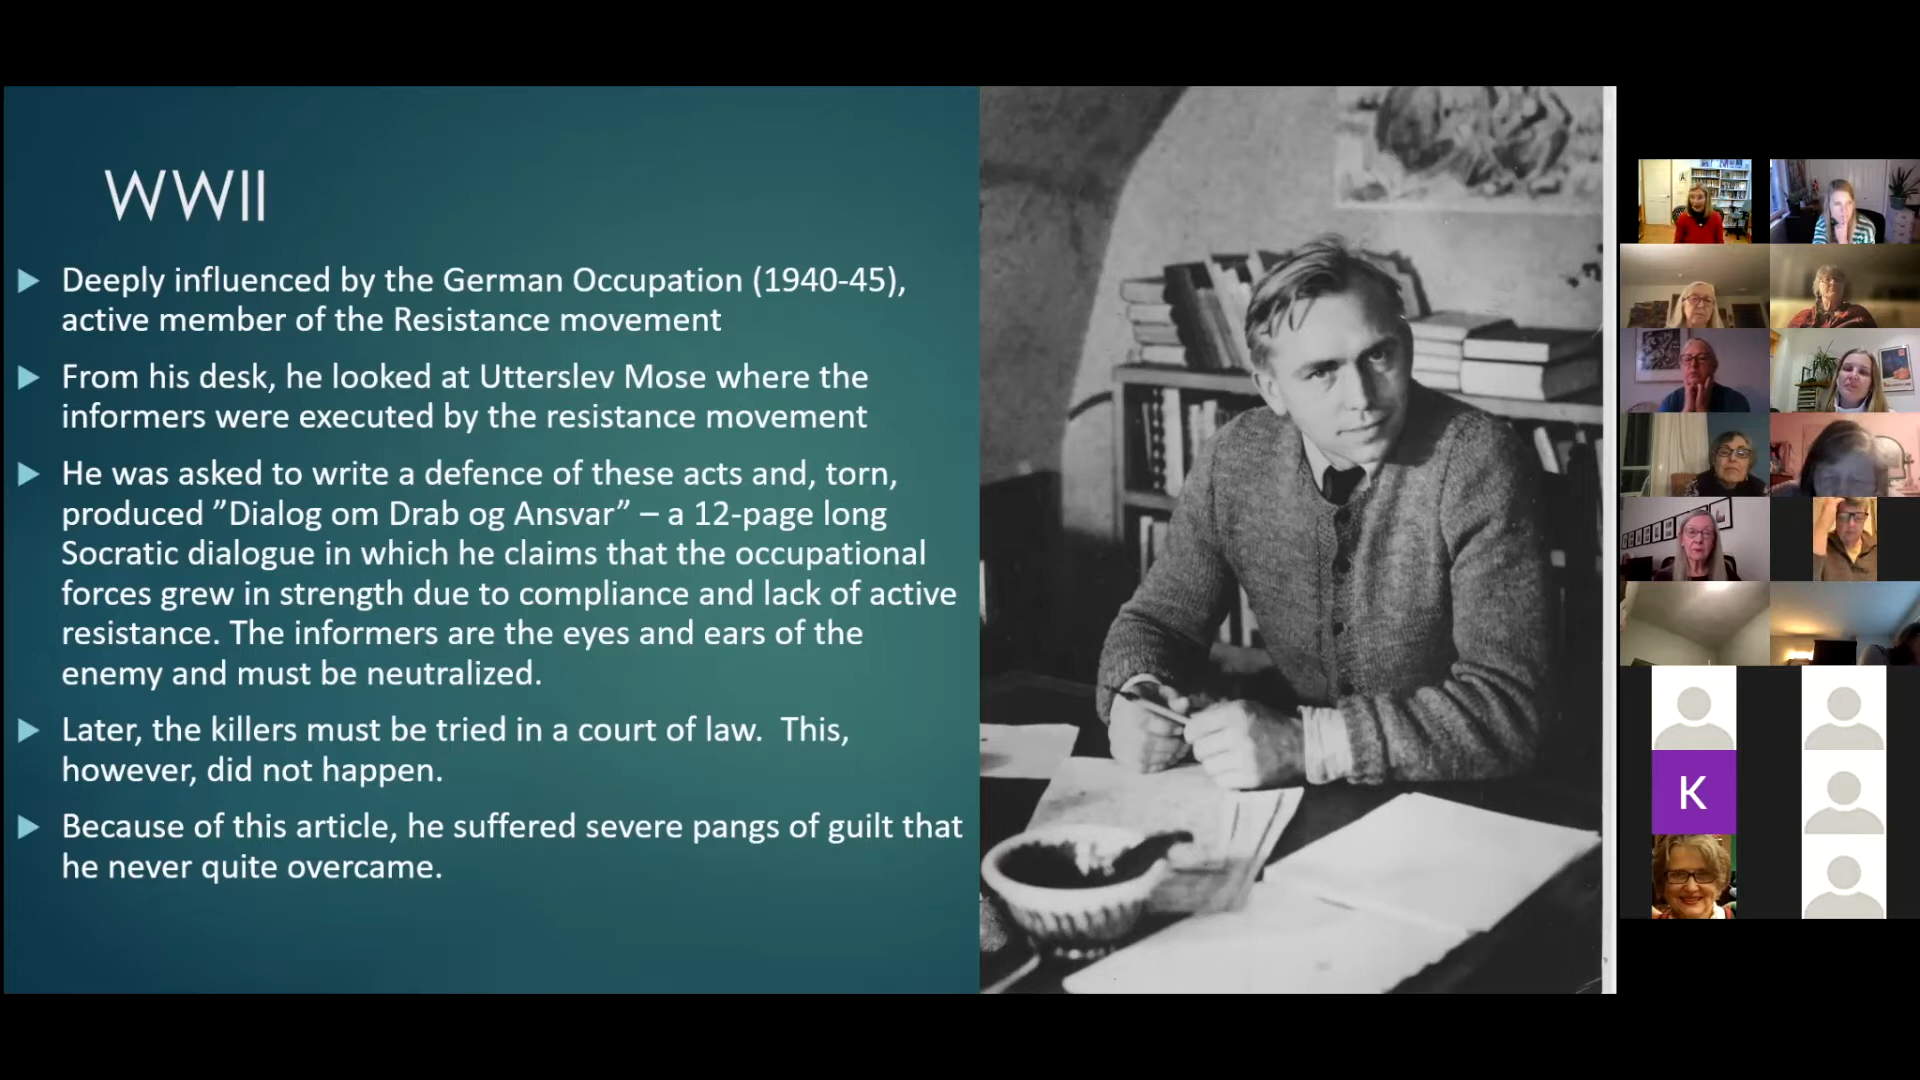 WWII
Deeply influenced by the German Occupation (1940-45),
active member of the Resistance movement
From his desk, he looked at Utterslev Mose where the
informers were executed by the resistance movement
He was asked to write a defence of these acts and, torn,
produced ”Dialog om Drab og Ansvar” – a 12-page long
Socratic dialogue in which he claims that the occupational
forces grew in strength due to compliance and lack of active
resistance. The informers are the eyes and ears of the
enemy and must be neutralized.
Later, the killers must be tried in a court of law.  This,
however, did not happen.
Because of this article, he suffered severe pangs of guilt that
he never quite overcame.
K